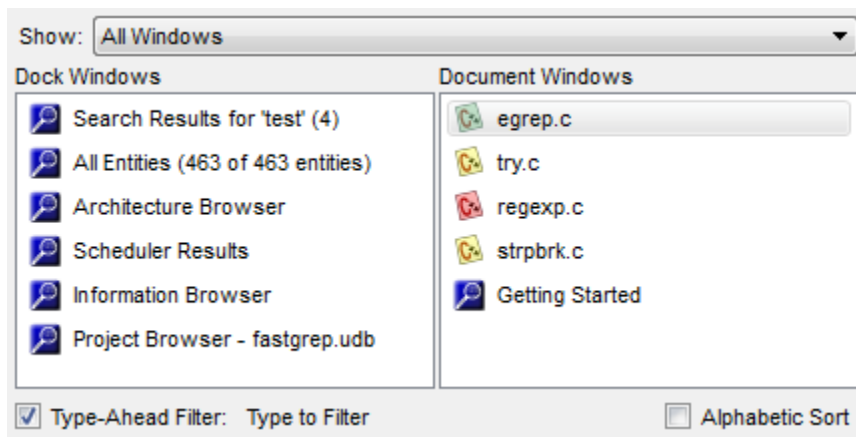 Show: All Windows
Dock Windows
Document Windows
Search Results for 'test' (4)
All Entities (463 of 463 entities)
Architecture Browser
Scheduler Results
Information Browser
Project Browser - fastgrep.udb
egrep.c
try.c
regexp.c
strpbrk.c
Getting Started
Type-Ahead Filter: Type to Filter
Alphabetic Sort